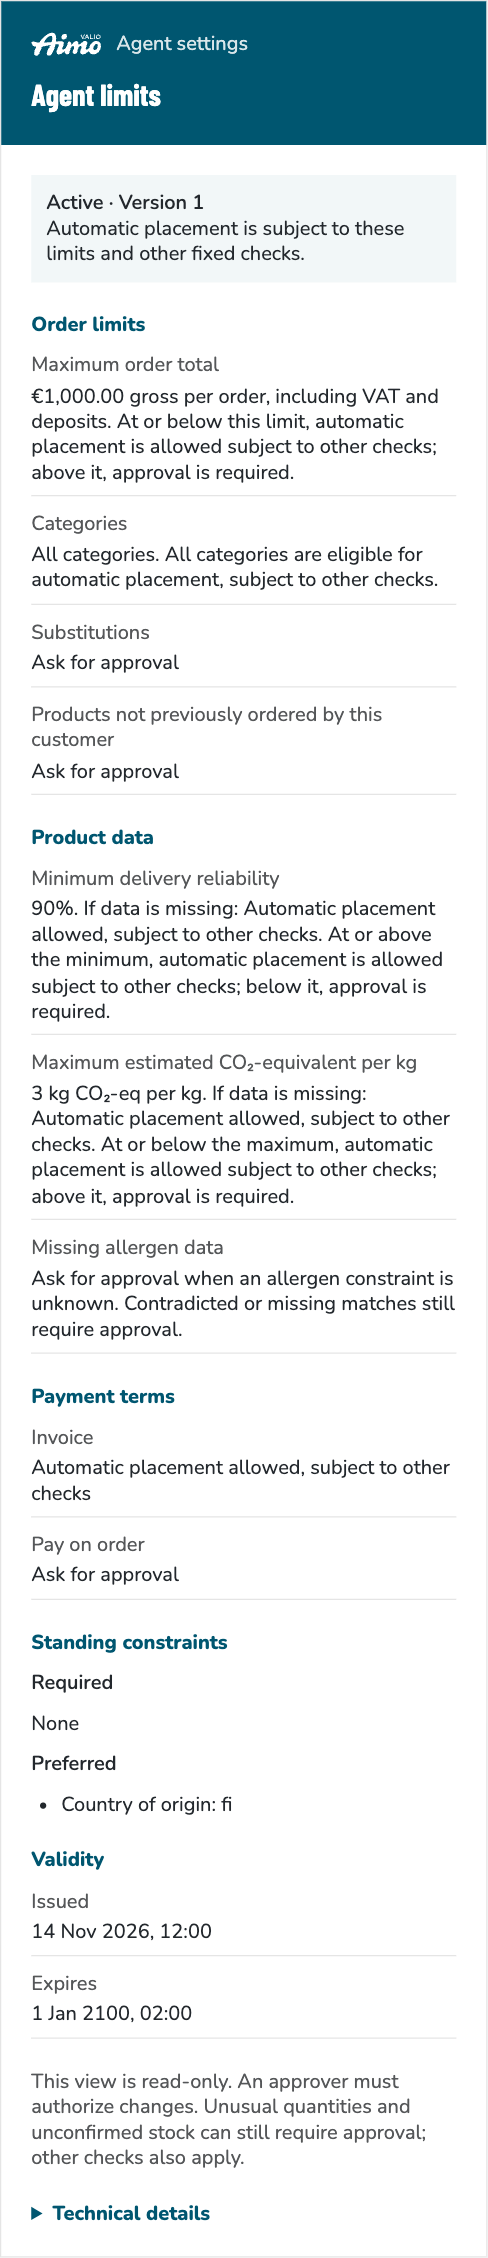 VALIO
Aimo Agent settings
Agent limits
Active · Version 1
Automatic placement is subject to these
limits and other fixed checks.
Order limits
Maximum order total
€1,000.00 gross per order, including VAT and
deposits. At or below this limit, automatic
placement is allowed subject to other checks;
above it, approval is required.
Categories
All categories. All categories are eligible for
automatic placement, subject to other checks.
Substitutions
Ask for approval
Products not previously ordered by this
customer
Ask for approval
Product data
Minimum delivery reliability
90%. If data is missing: Automatic placement
allowed, subject to other checks. At or above
the minimum, automatic placement is allowed
subject to other checks; below it, approval is
required.
Maximum estimated CO₂-equivalent per kg
3 kg CO₂-eq per kg. If data is missing:
Automatic placement allowed, subject to other
checks. At or below the maximum, automatic
placement is allowed subject to other checks;
above it, approval is required.
Missing allergen data
Ask for approval when an allergen constraint is
unknown. Contradicted or missing matches still
require approval.
Payment terms
Invoice
Automatic placement allowed, subject to other
checks
Pay on order
Ask for approval
Standing constraints
Required
None
Preferred
• Country of origin: fi
Validity
Issued
14 Nov 2026, 12:00
Expires
1 Jan 2100, 02:00
This view is read-only. An approver must
authorize changes. Unusual quantities and
unconfirmed stock can still require approval;
other checks also apply.
▶ Technical details